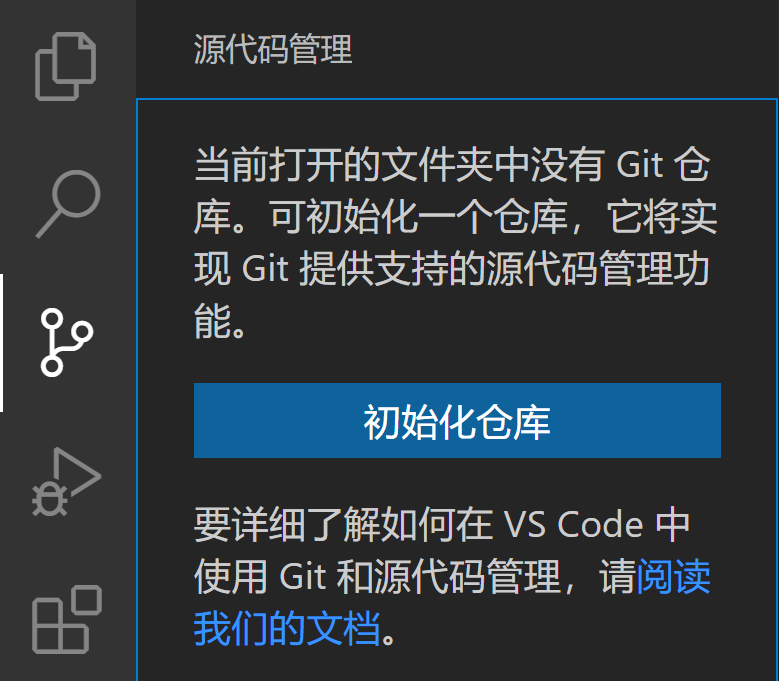 源代码管理
当前打开的文件夹中没有 Git 仓
库。可初始化一个仓库，它将实
现 Git 提供支持的源代码管理功
能。
初始化仓库
要详细了解如何在 VS Code 中
使用 Git 和源代码管理，请阅读
我们的文档。